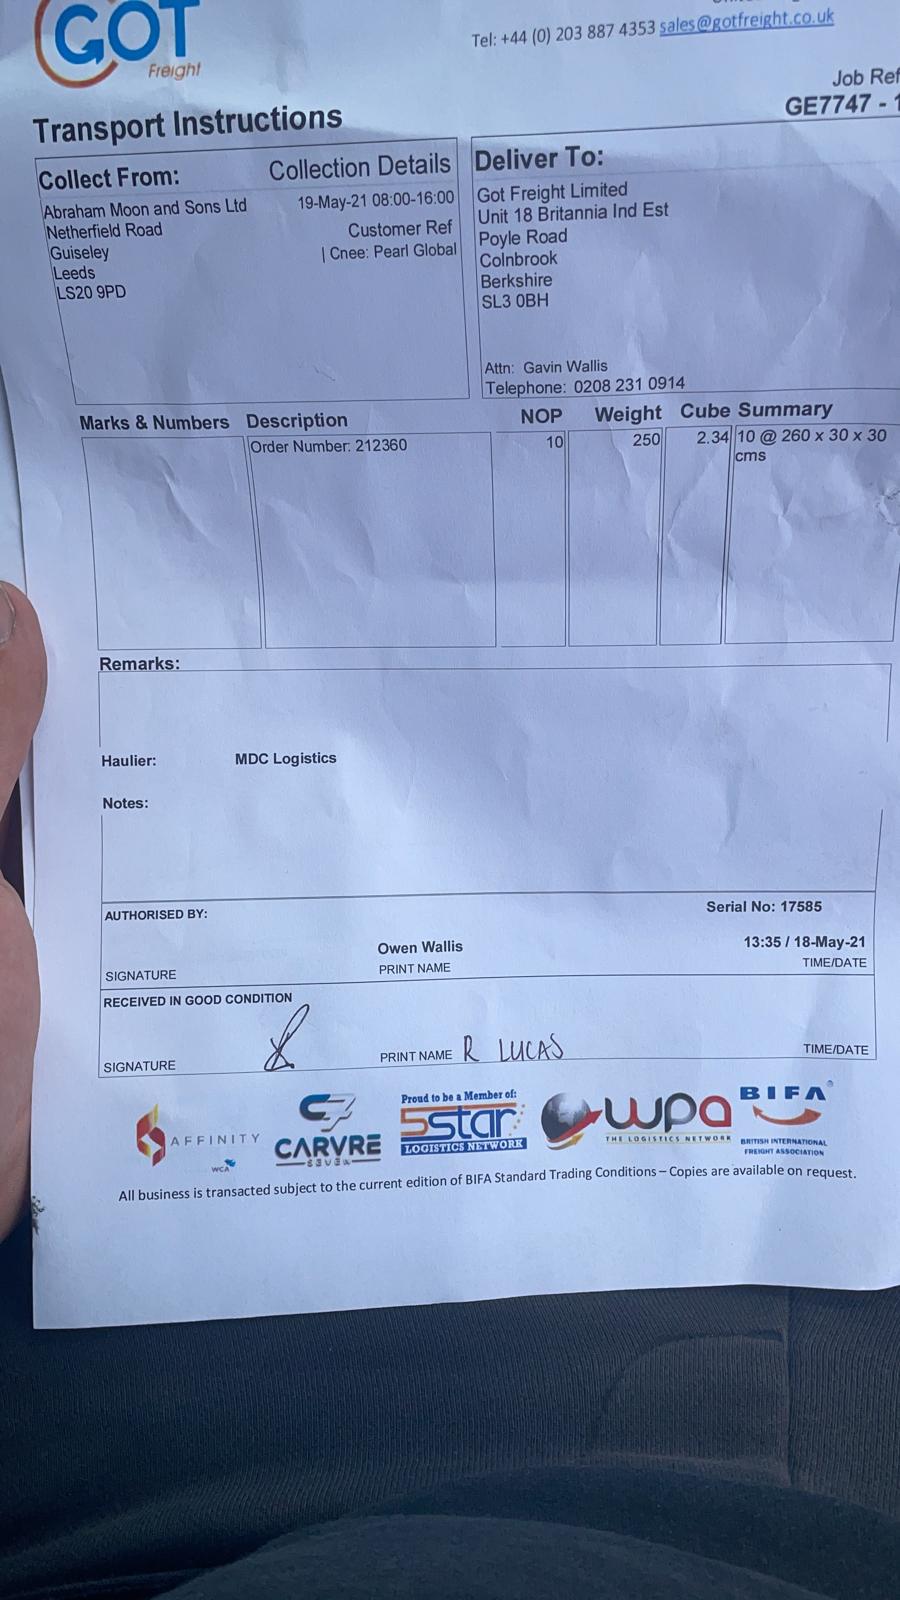 GOT
Freight
Tel: +44 (0) 203 887 4353 sales@gotfreight.co.uk
Job Ref
GE7747 - 1
Transport Instructions
Collect From:
Collection Details
Abraham Moon and Sons Ltd
Netherfield Road
Guiseley
Leeds
LS20 9PD
19-May-21 08:00-16:00
Customer Ref
| Cnee: Pearl Global
Deliver To:
Got Freight Limited
Unit 18 Britannia Ind Est
Poyle Road
Colnbrook
Berkshire
SL3 0BH
Attn: Gavin Wallis
Telephone: 0208 231 0914
Marks & Numbers Description NOP Weight Cube Summary
Order Number: 212360 10 250 2.34 10 @ 260 x 30 x 30
cms
Remarks:
Haulier: MDC Logistics
Notes:
AUTHORISED BY: Serial No: 17585
Owen Wallis 13:35 / 18-May-21
SIGNATURE PRINT NAME TIME/DATE
RECEIVED IN GOOD CONDITION
SIGNATURE PRINT NAME R LUCAS TIME/DATE
AFFINITY
WCA
CARVRE
SEVEN
Proud to be a Member of:
5star
LOGISTICS NETWORK
wpa
THE LOGISTICS NETWORK
BIFA
BRITISH INTERNATIONAL
FREIGHT ASSOCIATION
All business is transacted subject to the current edition of BIFA Standard Trading Conditions – Copies are available on request.